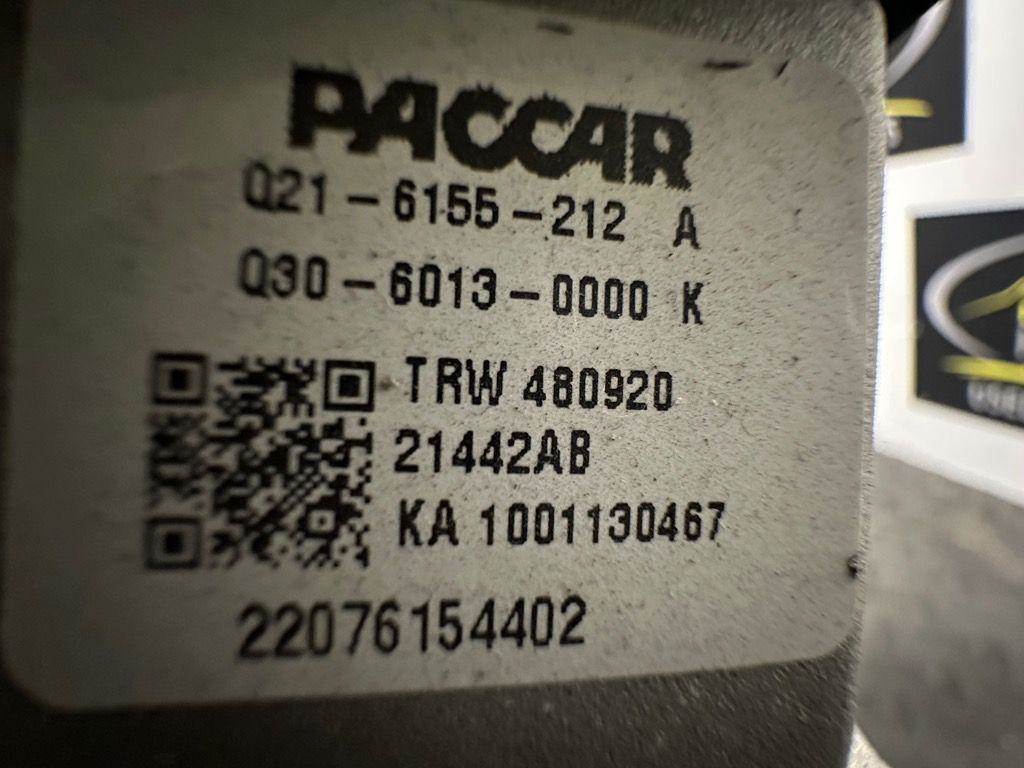 PACCAR
Q21-6155-212 A
Q30-6013-0000 K
TRW 480920
21442AB
KA 1001130467
22076154402